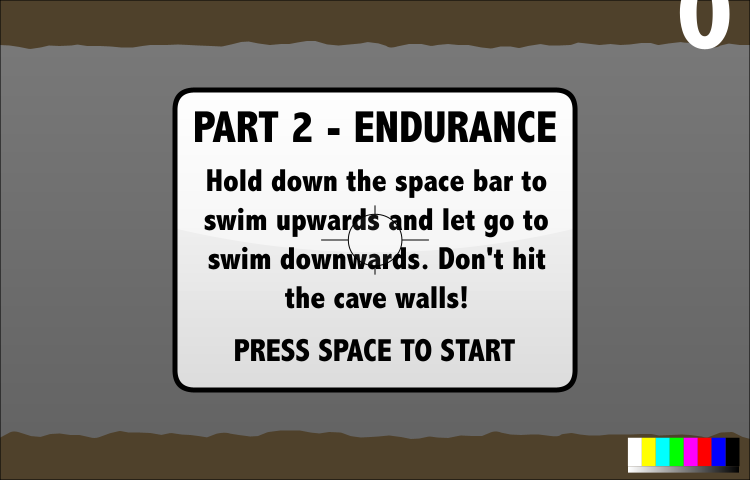 0
PART 2 - ENDURANCE
Hold down the space bar to
swim upwards and let go to
swim downwards. Don't hit
the cave walls!
PRESS SPACE TO START